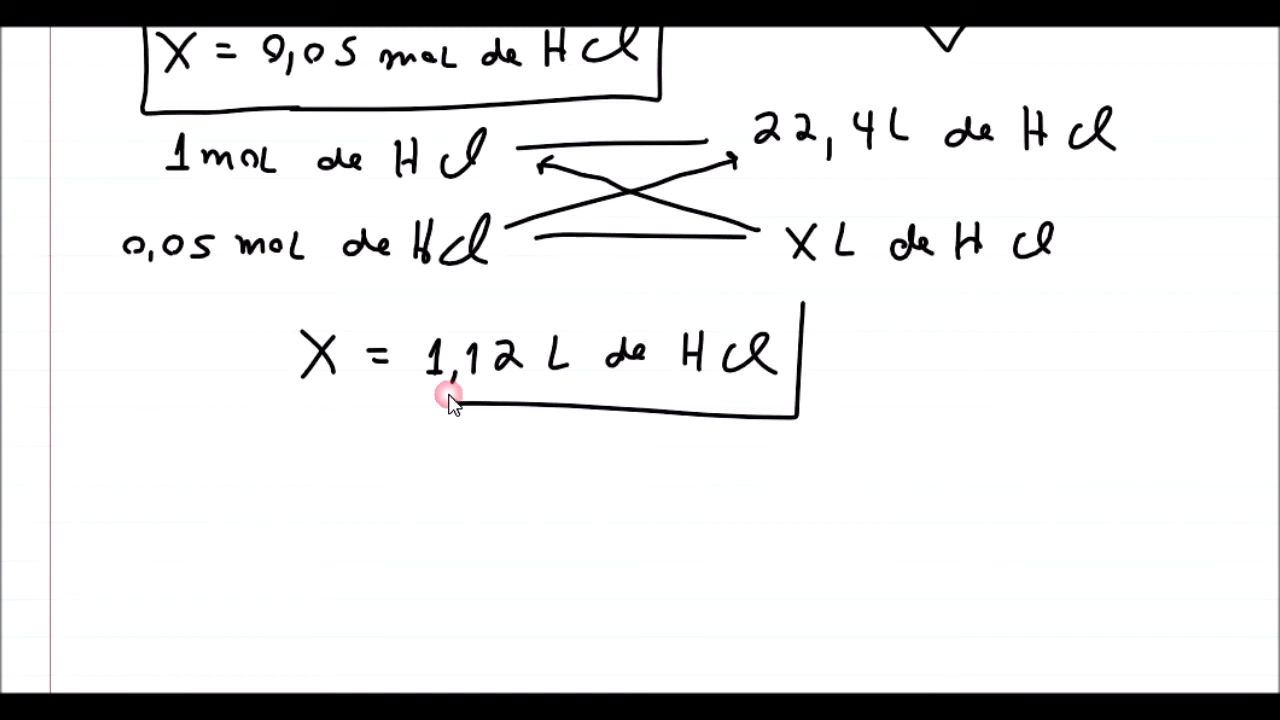 X = 0,05 mol de HCl
1 mol de HCl 22,4 L de HCl
0,05 mol de HCl X L de HCl
X = 1,12 L de HCl